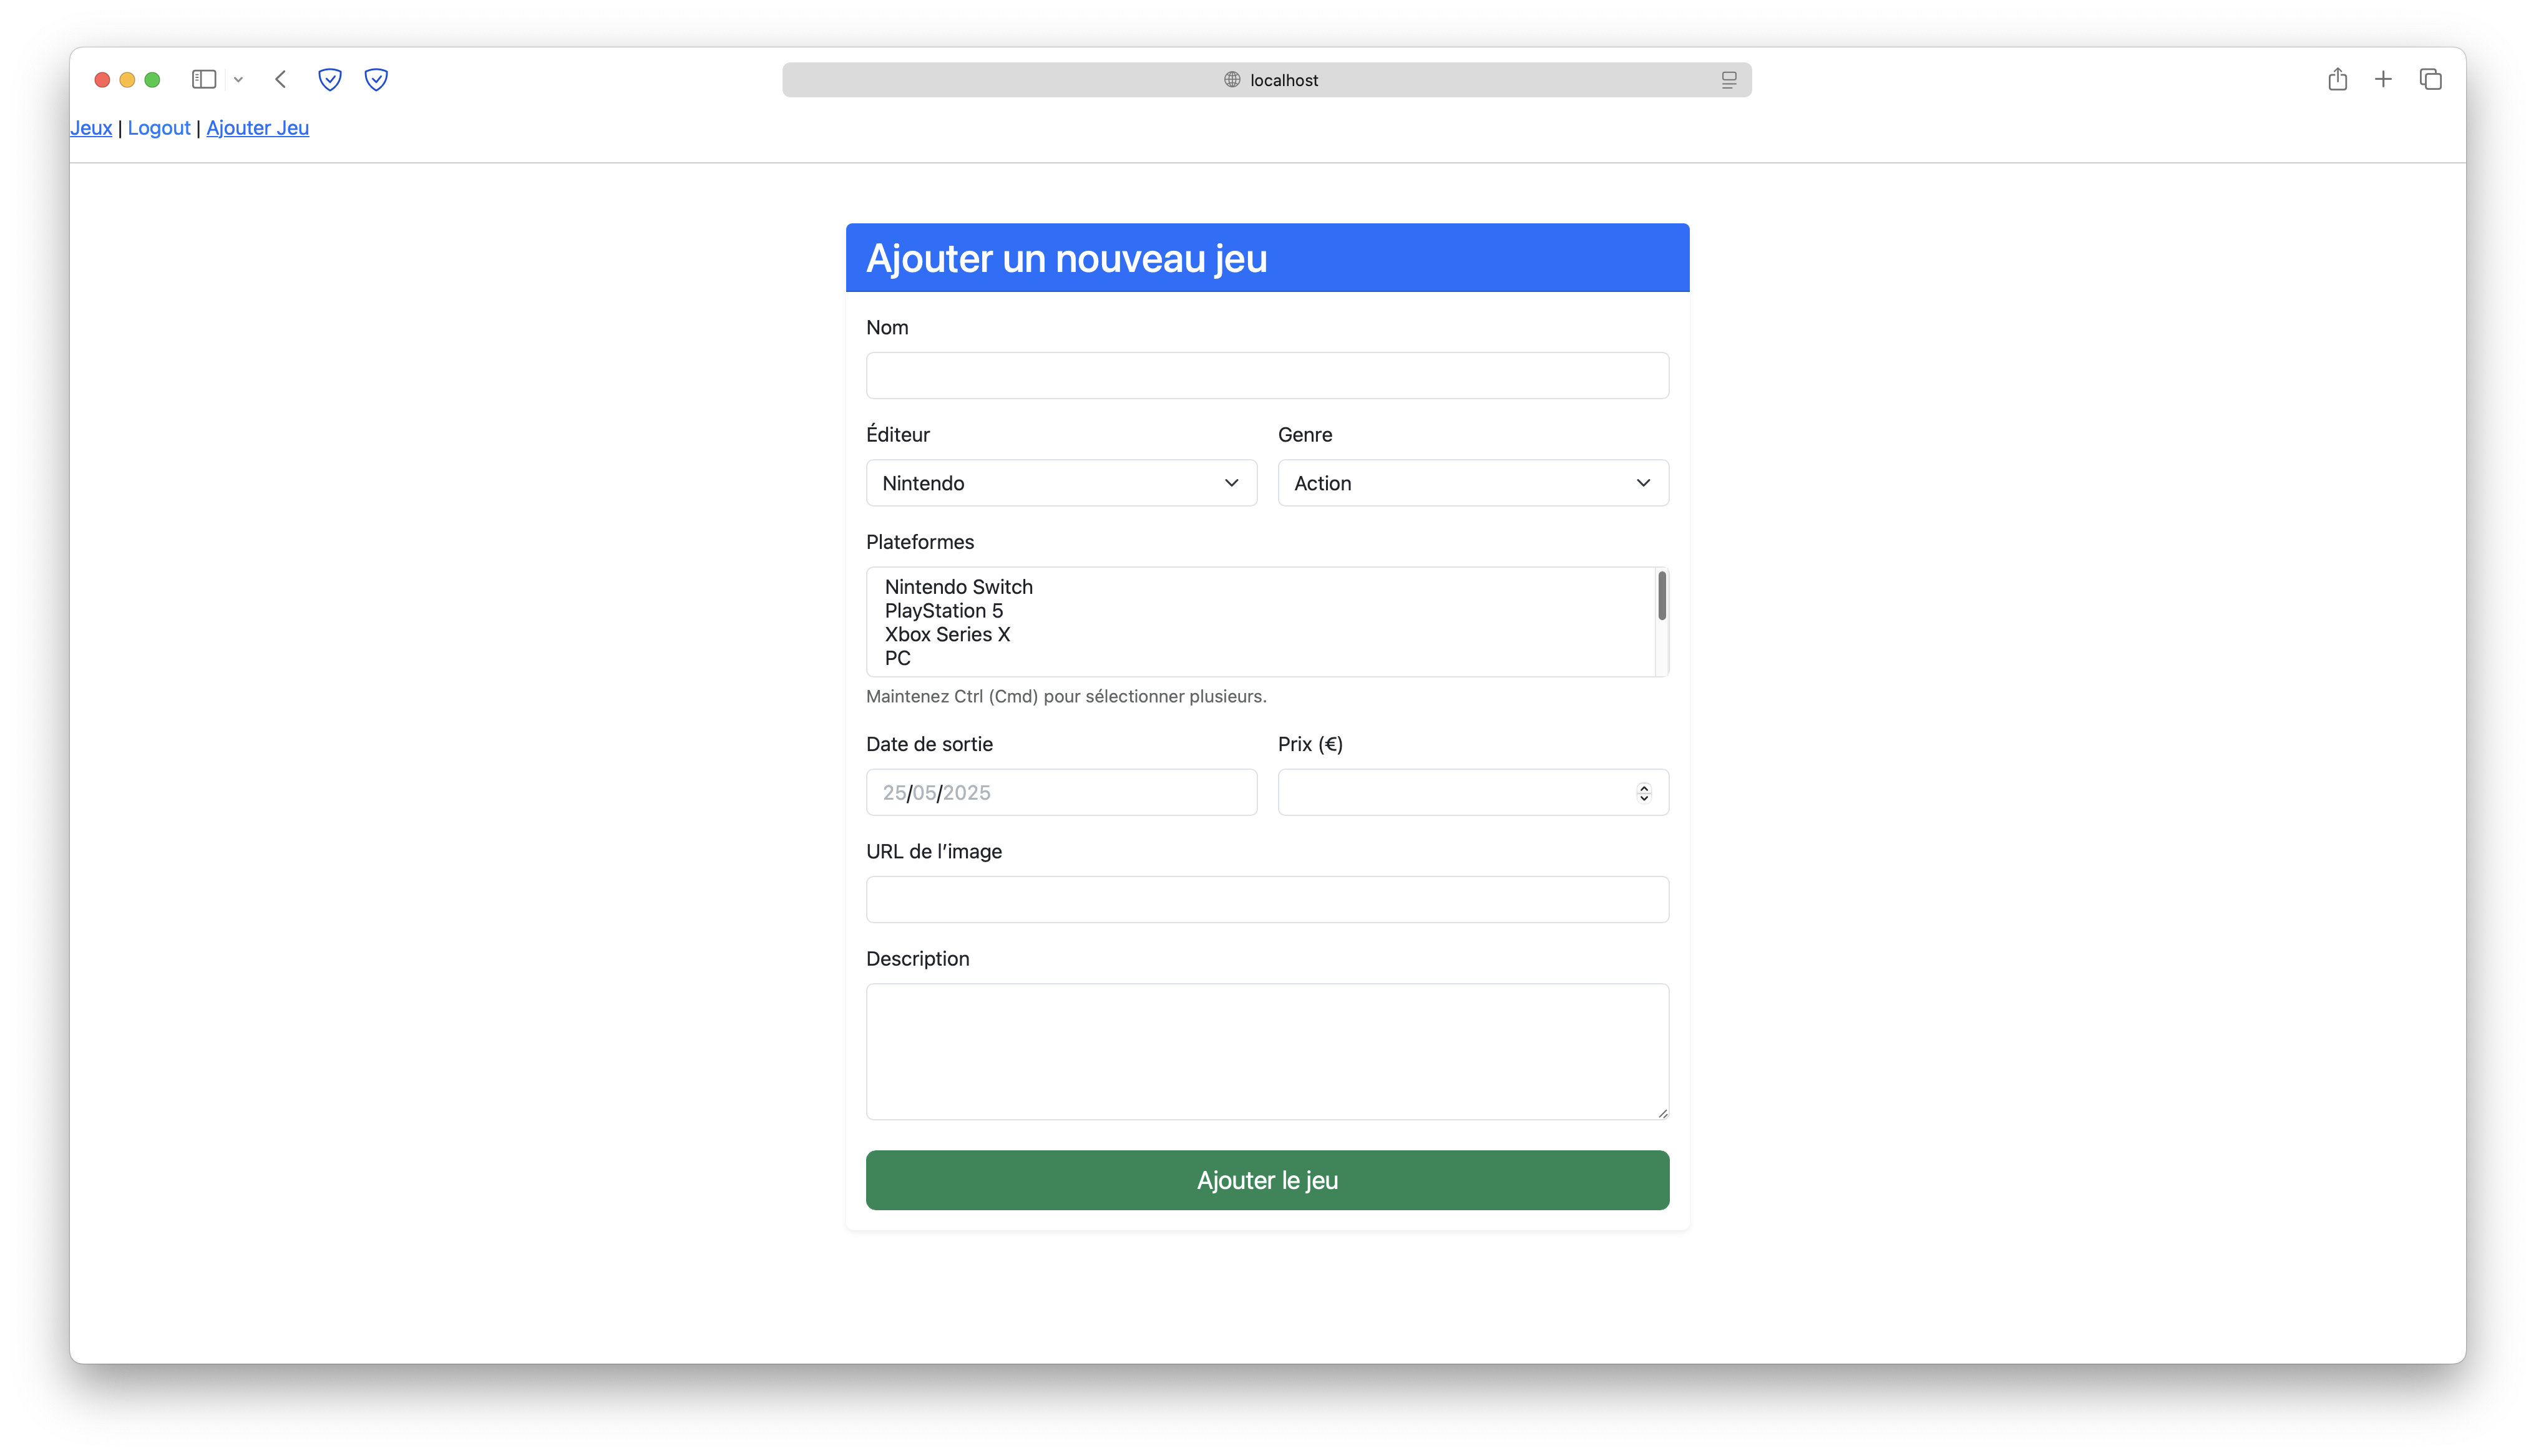 localhost
Jeux | Logout | Ajouter Jeu
Ajouter un nouveau jeu
Nom
Éditeur
Genre
Nintendo
Action
Plateformes
Nintendo Switch
PlayStation 5
Xbox Series X
PC
Maintenez Ctrl (Cmd) pour sélectionner plusieurs.
Date de sortie
Prix (€)
25/05/2025
URL de l’image
Description
Ajouter le jeu